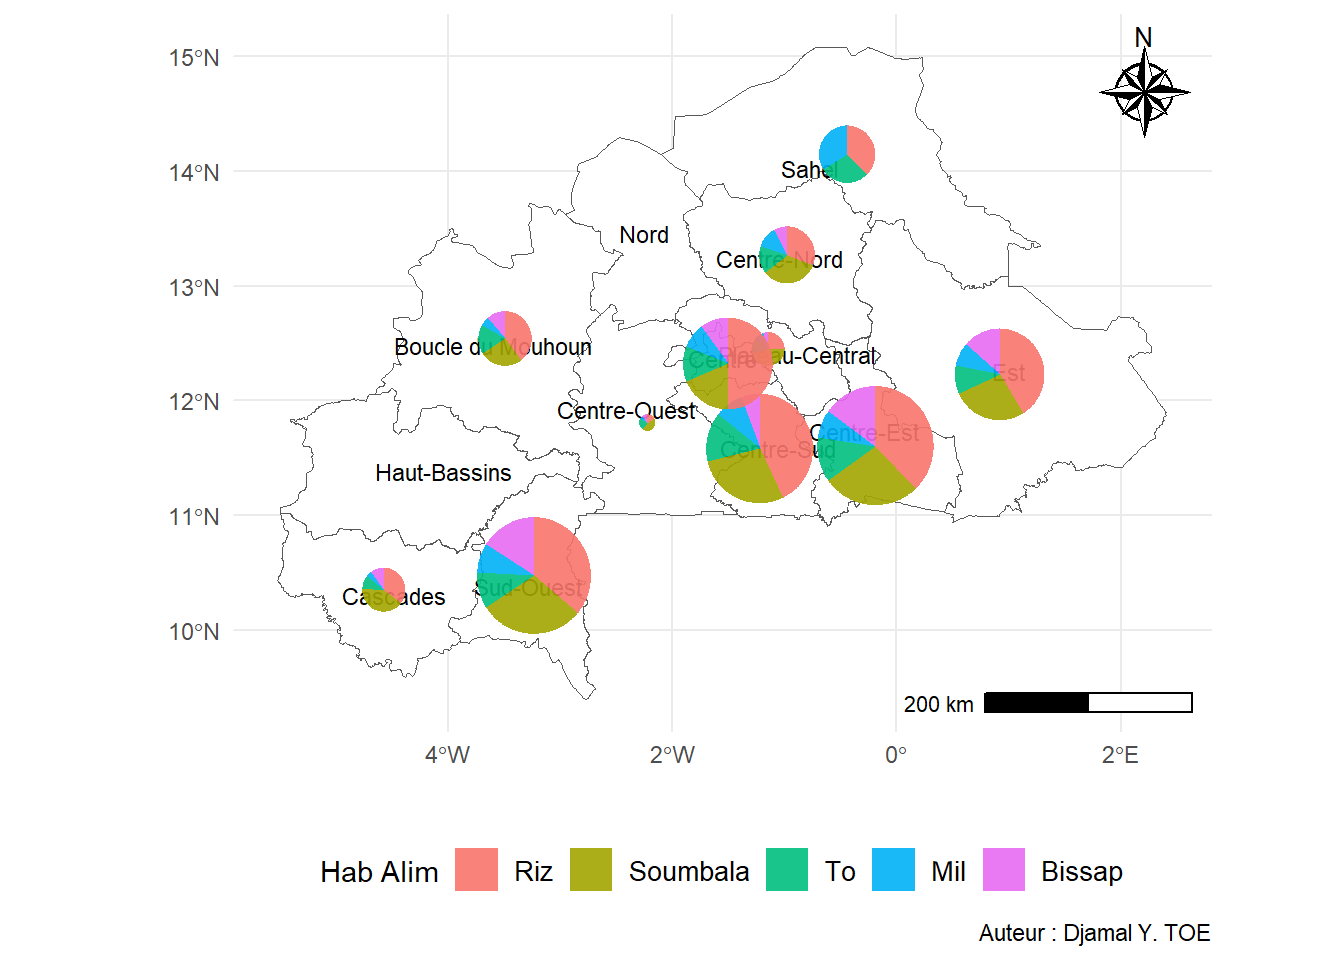 N
15°N
14°N
13°N
12°N
11°N
10°N
Sahel
Nord
Centre-Nord
Boucle du Mouhoun
Centre
Plateau-Central
Est
Centre-Ouest
Centre-Est
Centre-Sud
Haut-Bassins
Sud-Ouest
Cascades
200 km
4°W 2°W 0° 2°E
Hab Alim Riz Soumbala To Mil Bissap
Auteur : Djamal Y. TOE